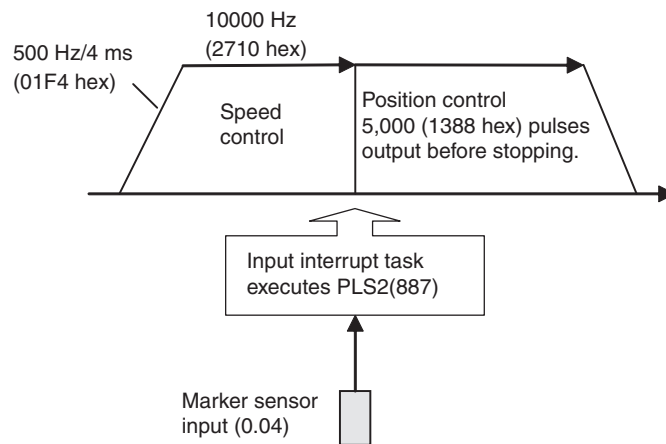 10000 Hz
(2710 hex)
500 Hz/4 ms
(01F4 hex)
Speed
control
Position control
5,000 (1388 hex) pulses
output before stopping.
Input interrupt task
executes PLS2(887)
Marker sensor
input (0.04)